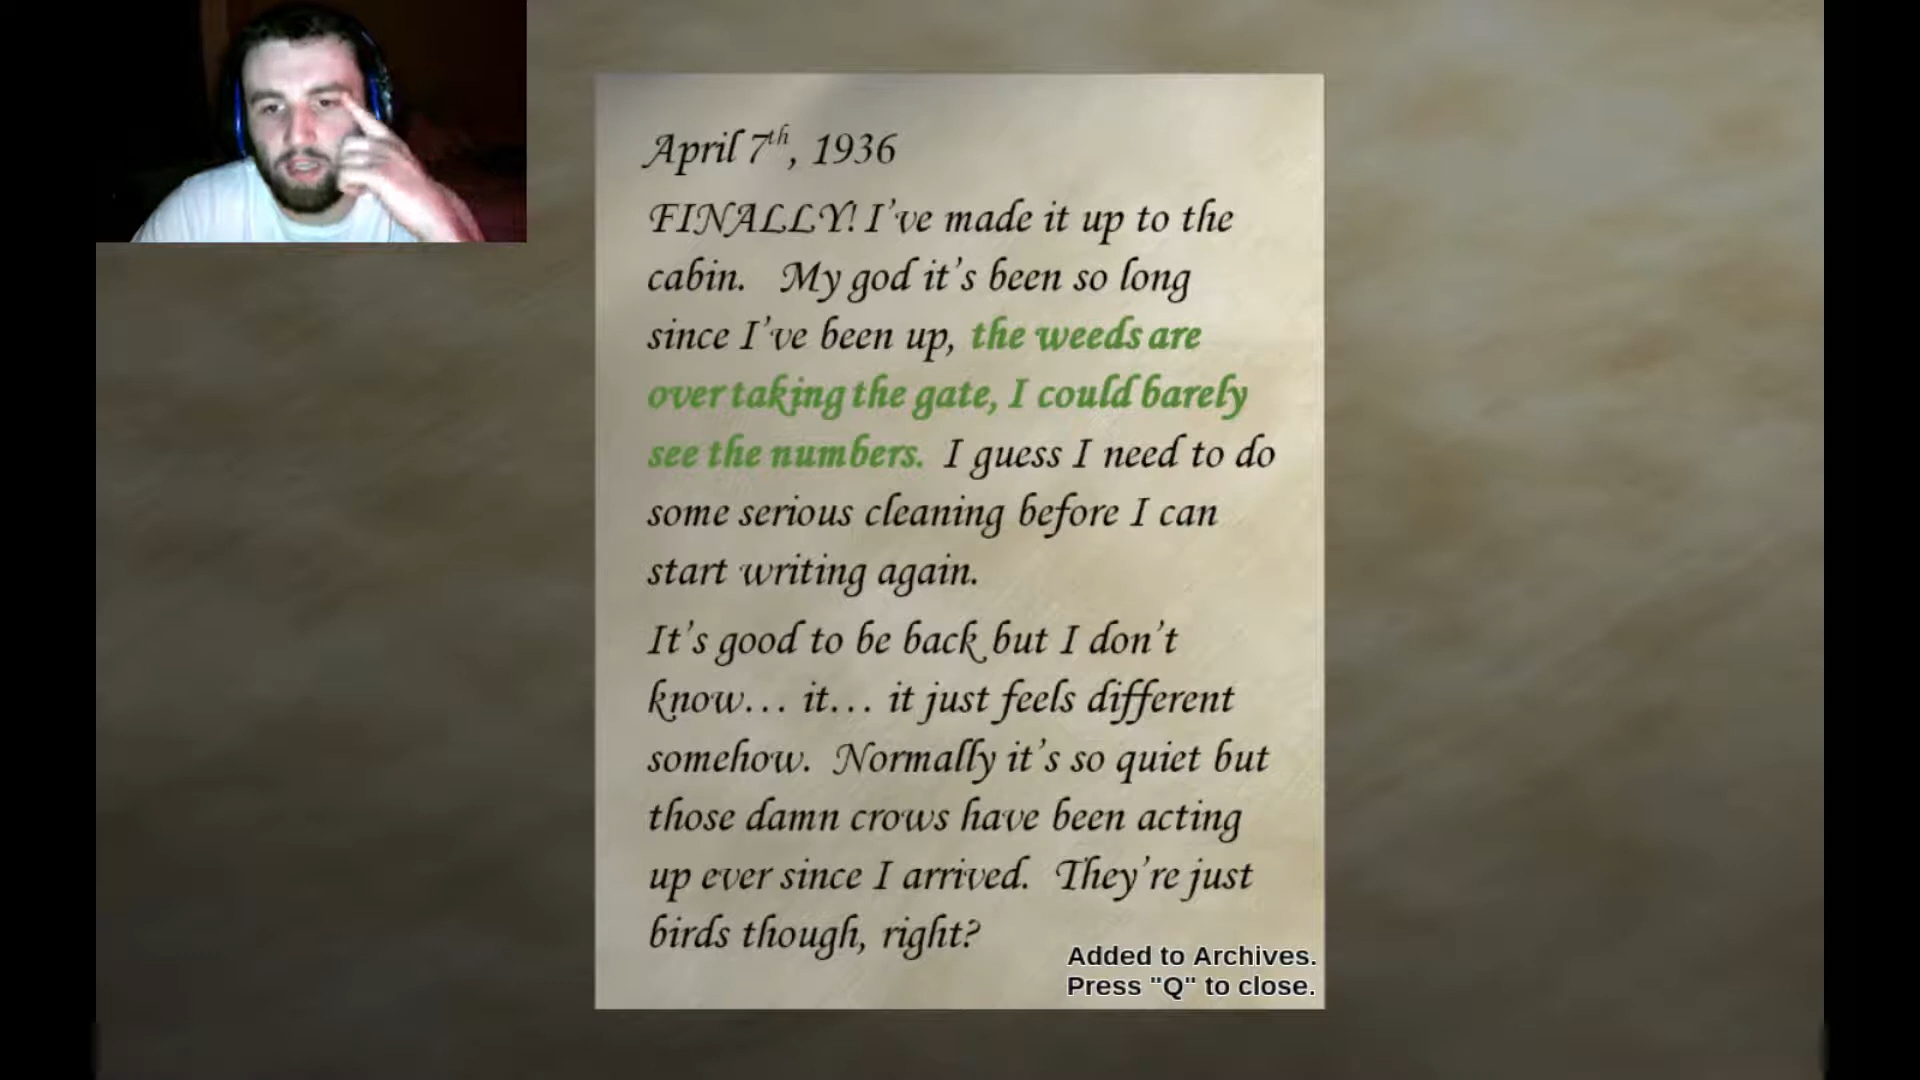 April 7th, 1936
FINALLY! I've made it up to the
cabin. My god it's been so long
since I've been up, the weeds are
overtaking the gate, I could barely
see the numbers. I guess I need to do
some serious cleaning before I can
start writing again.
It's good to be back but I don't
know… it… it just feels different
somehow. Normally it's so quiet but
those damn crows have been acting
up ever since I arrived. They're just
birds though, right?
Added to Archives.
Press "Q" to close.